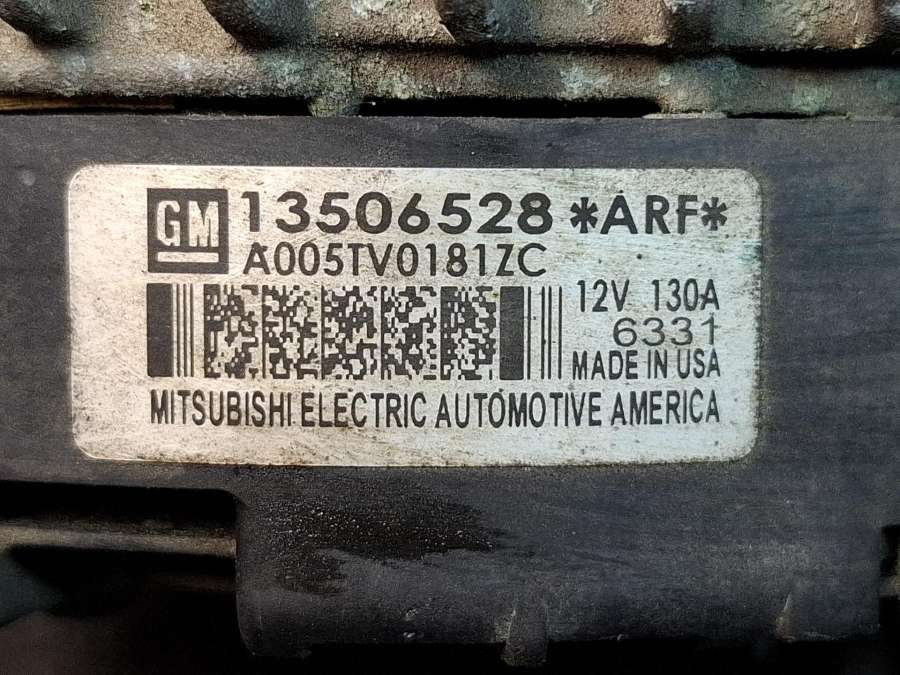 GM 13506528 *ARF*
A005TV0181ZC
12V 130A
6331
MADE IN USA
MITSUBISHI ELECTRIC AUTOMOTIVE AMERICA